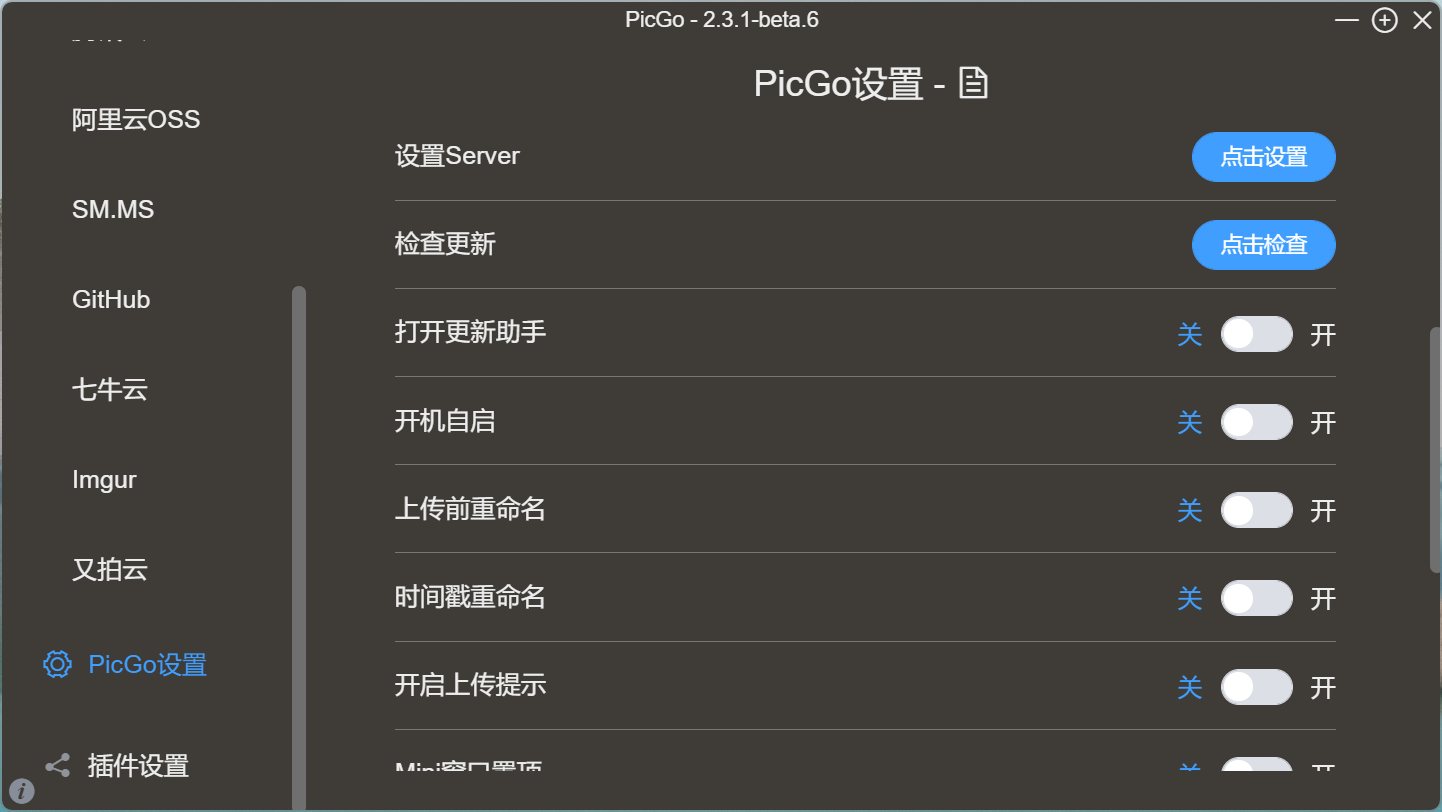 PicGo - 2.3.1-beta.6
PicGo设置 -
阿里云OSS
SM.MS
GitHub
七牛云
Imgur
又拍云
PicGo设置
插件设置
设置Server 点击设置
检查更新 点击检查
打开更新助手 关 开
开机自启 关 开
上传前重命名 关 开
时间戳重命名 关 开
开启上传提示 关 开
Mini窗口置顶 关 开